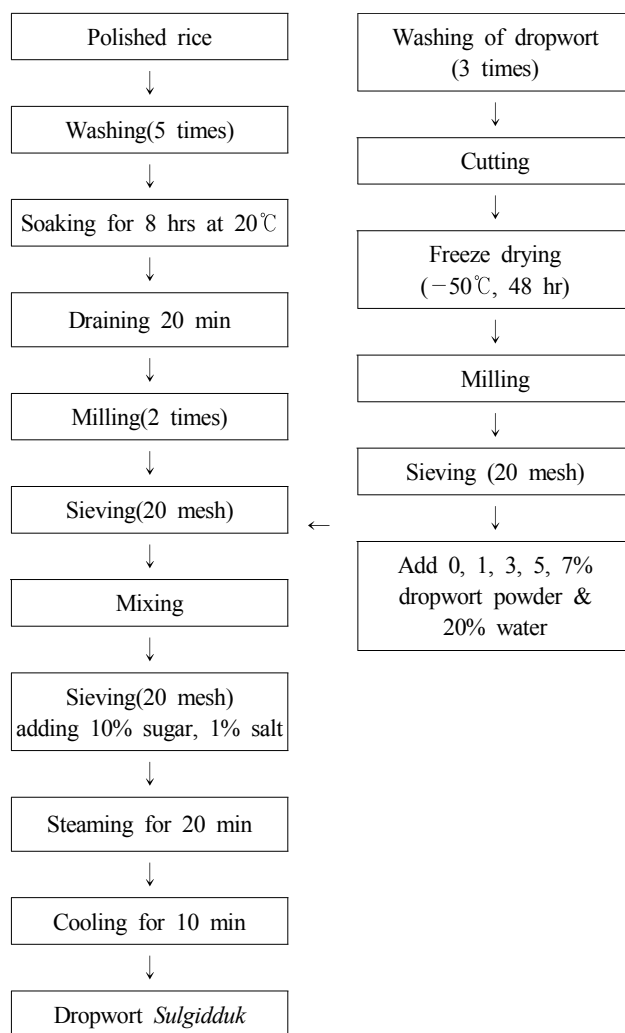 Polished rice
↓
Washing(5 times)
↓
Soaking for 8 hrs at 20℃
↓
Draining 20 min
↓
Milling(2 times)
↓
Sieving(20 mesh)
↓
Mixing
↓
Sieving(20 mesh)
adding 10% sugar, 1% salt
↓
Steaming for 20 min
↓
Cooling for 10 min
↓
Dropwort Sulgidduk
Washing of dropwort
(3 times)
↓
Cutting
↓
Freeze drying
(－50℃, 48 hr)
↓
Milling
↓
Sieving (20 mesh)
←
↓
Add 0, 1, 3, 5, 7%
dropwort powder &
20% water